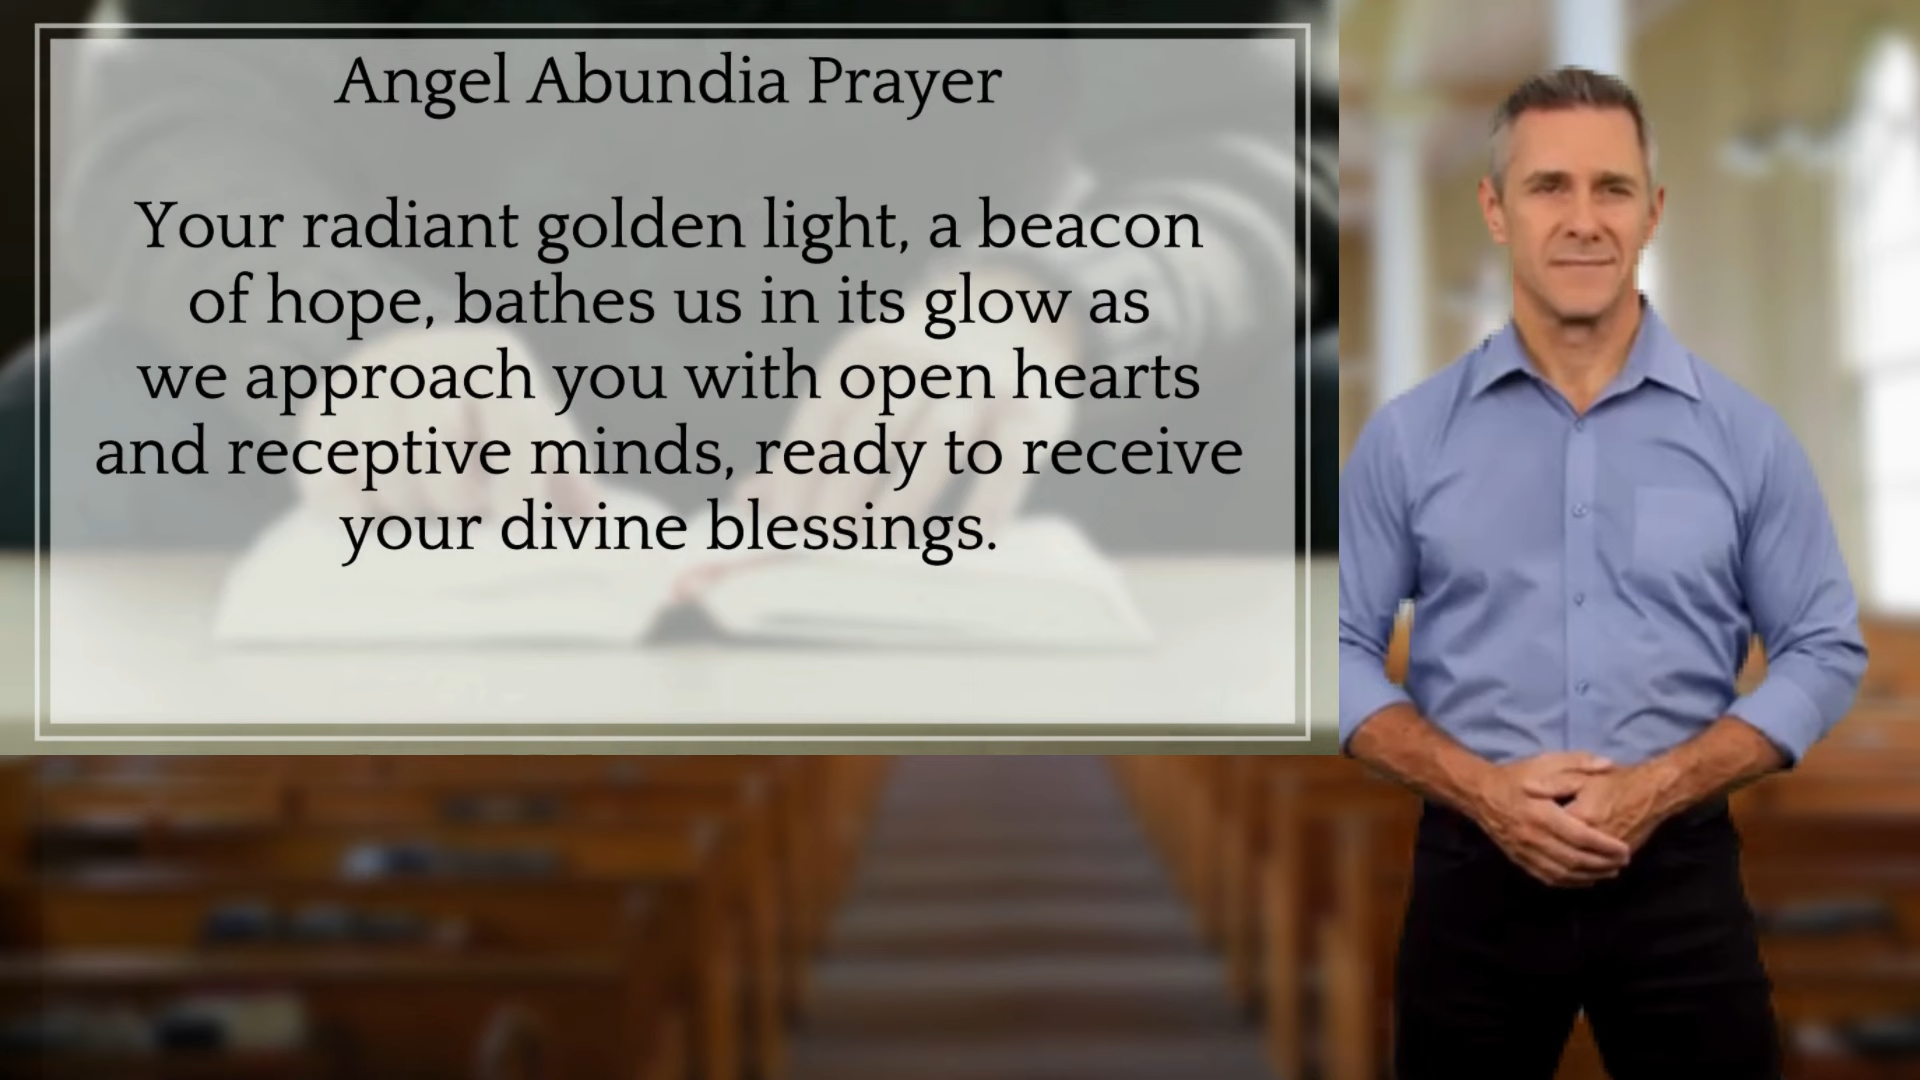 Angel Abundia Prayer
Your radiant golden light, a beacon
of hope, bathes us in its glow as
we approach you with open hearts
and receptive minds, ready to receive
your divine blessings.